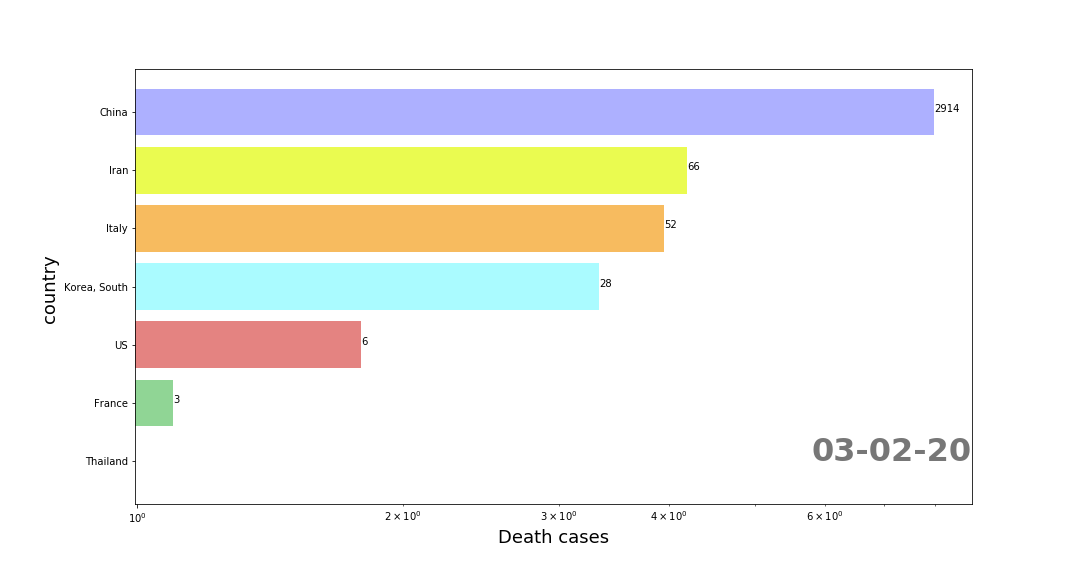 China
2914
Iran
66
Italy
52
Korea, South
28
US
6
France
3
Thailand
03-02-20
10⁰
2 × 10⁰
3 × 10⁰
4 × 10⁰
6 × 10⁰
Death cases
country